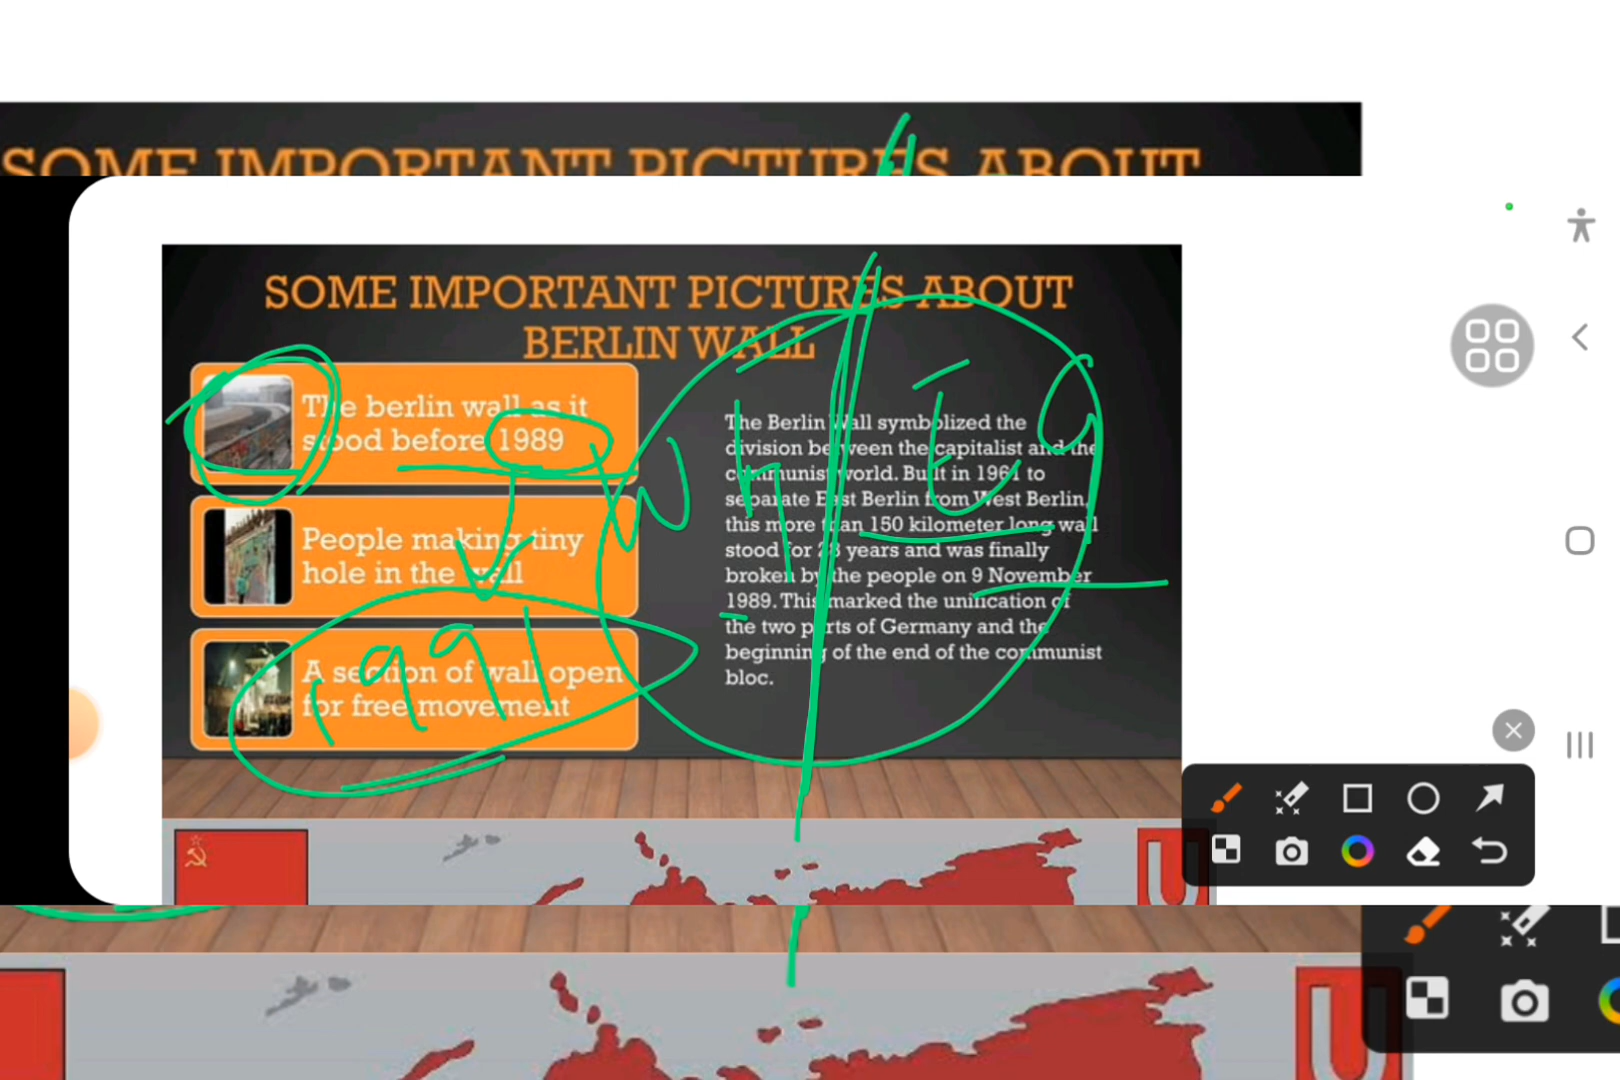 SOME IMPORTANT PICTURES ABOUT
SOME IMPORTANT PICTURES ABOUT
BERLIN WALL
The berlin wall as it
stood before 1989
People making tiny
hole in the wall
A section of wall open
for free movement
1991
The Berlin Wall symbolized the
division between the capitalist and the
communist world. Built in 1961 to
separate East Berlin from West Berlin,
this more than 150 kilometer long wall
stood for 28 years and was finally
broken by the people on 9 November
1989. This marked the unification of
the two parts of Germany and the
beginning of the end of the communist
bloc.
U
U